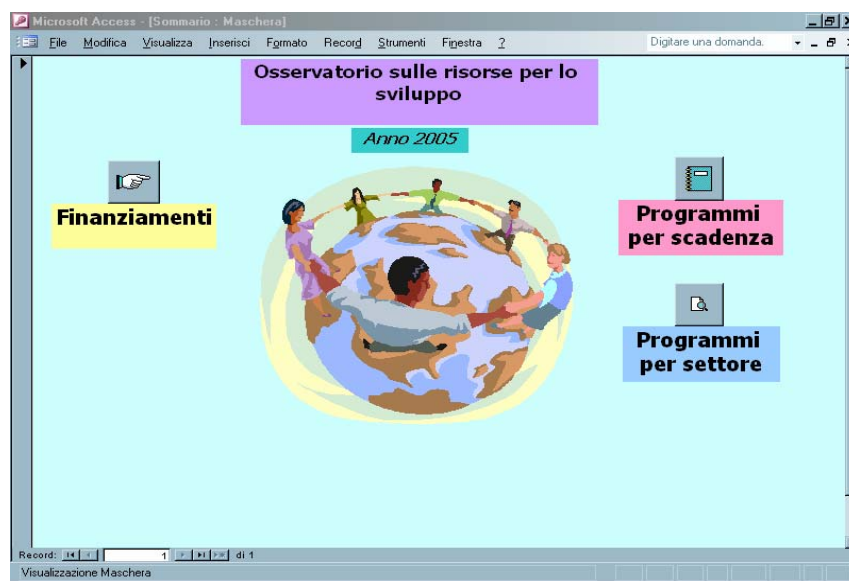 Microsoft Access - [Sommario : Maschera]
File Modifica Visualizza Inserisci Formato Record Strumenti Finestra ? Digitare una domanda.
Osservatorio sulle risorse per lo
sviluppo
Anno 2005
Finanziamenti
Programmi
per scadenza
Programmi
per settore
Record: 1 di 1
Visualizzazione Maschera